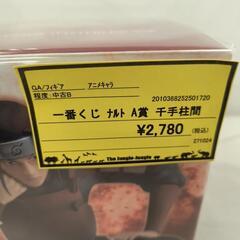 GA/フィギア アニメキャラ
程度:中古B
2010368252501720
一番くじ ﾅﾙﾄ A賞 千手柱間
¥2,780 (税込)
271024
The Jungle-Jungle